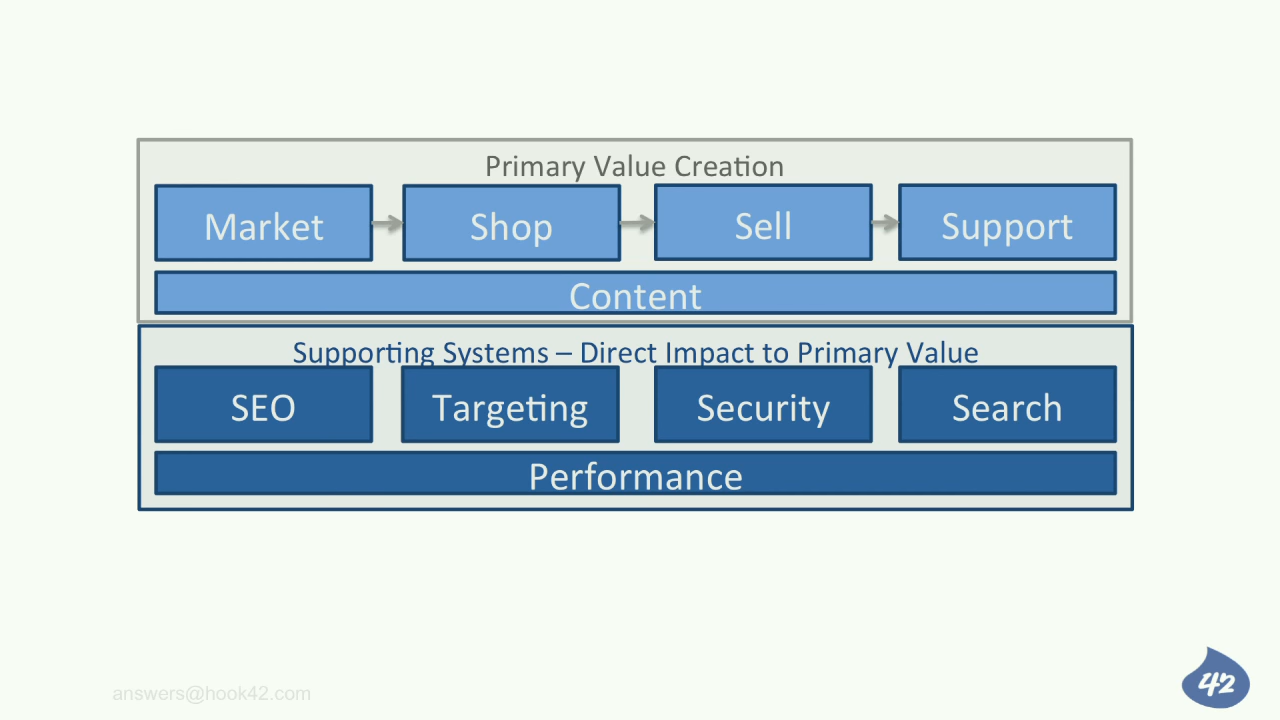 Primary Value Creation
Market Shop Sell Support
Content
Supporting Systems – Direct Impact to Primary Value
SEO Targeting Security Search
Performance
answers@hook42.com
42